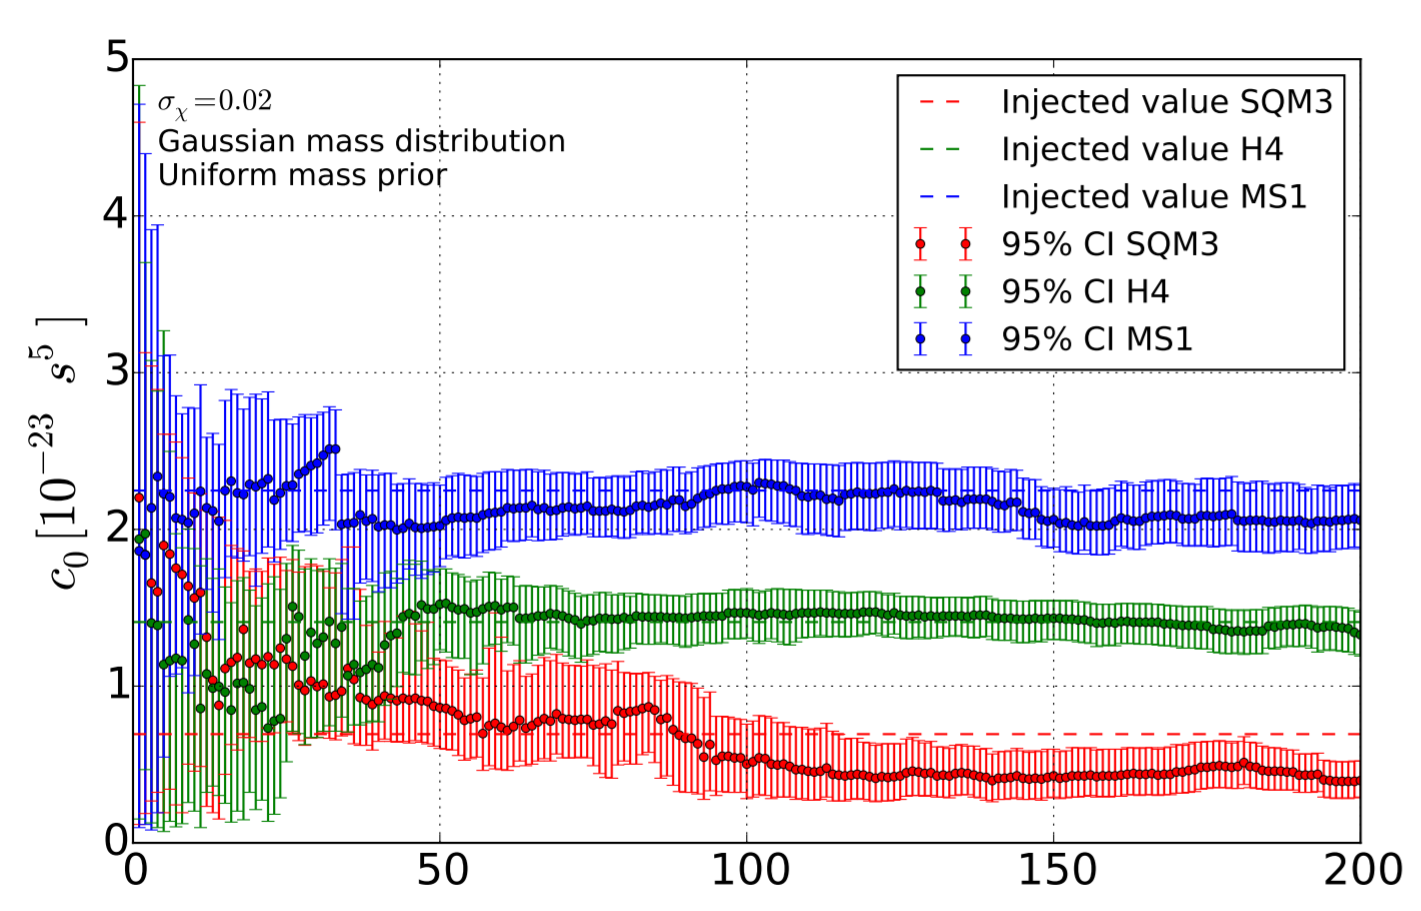 5
4
3
2
1
0
c₀ [10⁻²³ s⁵ ]
σᵪ=0.02
Gaussian mass distribution
Uniform mass prior
Injected value SQM3
Injected value H4
Injected value MS1
95% CI SQM3
95% CI H4
95% CI MS1
0 50 100 150 200